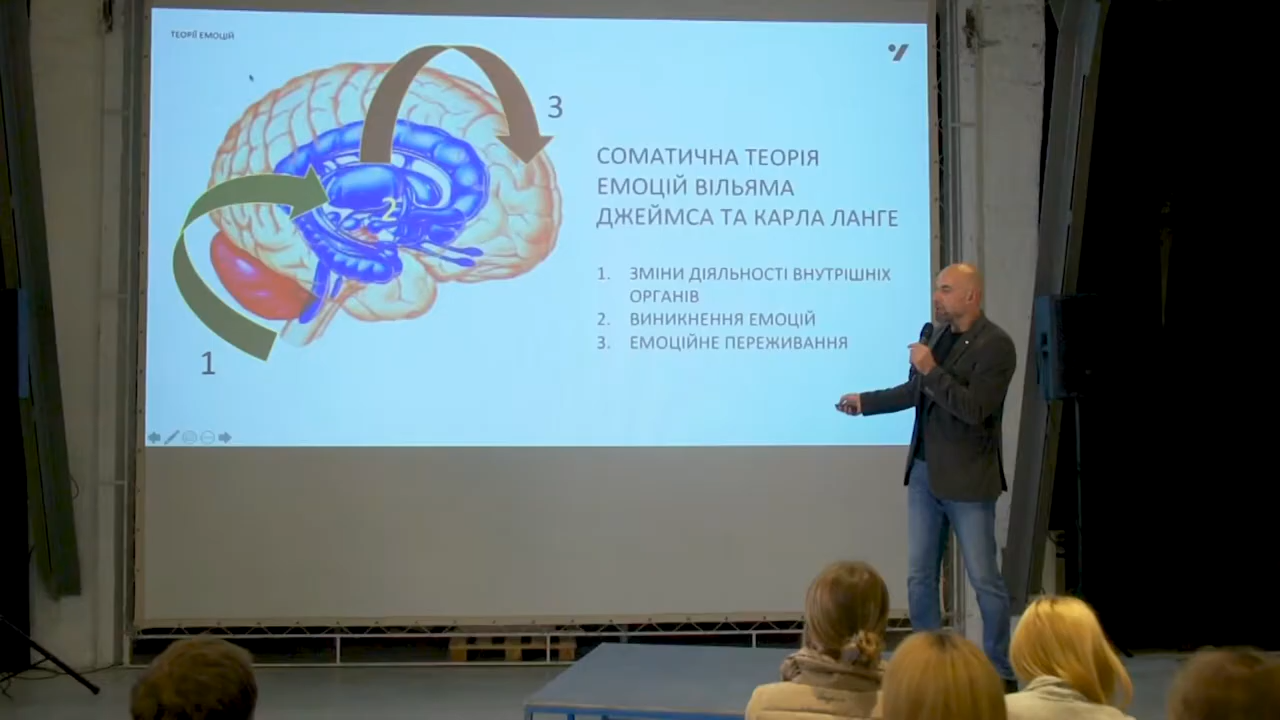 ТЕОРІЇ ЕМОЦІЙ
3
СОМАТИЧНА ТЕОРІЯ
ЕМОЦІЙ ВІЛЬЯМА
ДЖЕЙМСА ТА КАРЛА ЛАНГЕ
2
1. ЗМІНИ ДІЯЛЬНОСТІ ВНУТРІШНІХ
ОРГАНІВ
2. ВИНИКНЕННЯ ЕМОЦІЙ
3. ЕМОЦІЙНЕ ПЕРЕЖИВАННЯ
1